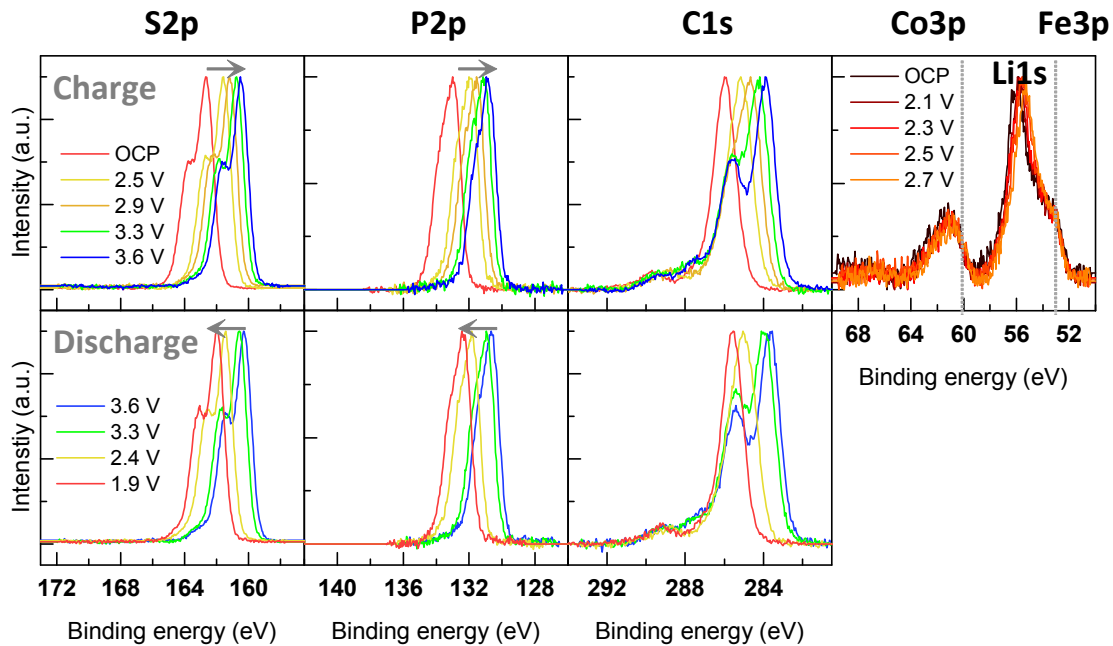 S2p P2p C1s Co3p Fe3p
Li1s
Charge
OCP
2.5 V
2.9 V
3.3 V
3.6 V
Intensity (a.u.)
OCP
2.1 V
2.3 V
2.5 V
2.7 V
68 64 60 56 52
Binding energy (eV)
Discharge
3.6 V
3.3 V
2.4 V
1.9 V
Intenstiy (a.u.)
172 168 164 160 140 136 132 128 292 288 284
Binding energy (eV) Binding energy (eV) Binding energy (eV)